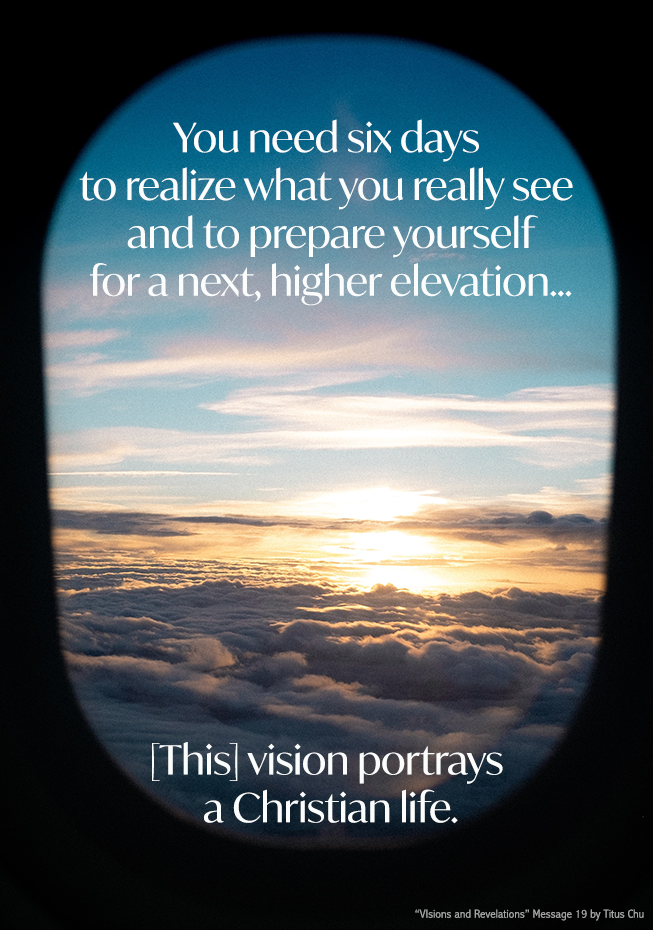 You need six days
to realize what you really see
and to prepare yourself
for a next, higher elevation...
[This] vision portrays
a Christian life.
“Visions and Revelations” Message 19 by Titus Chu